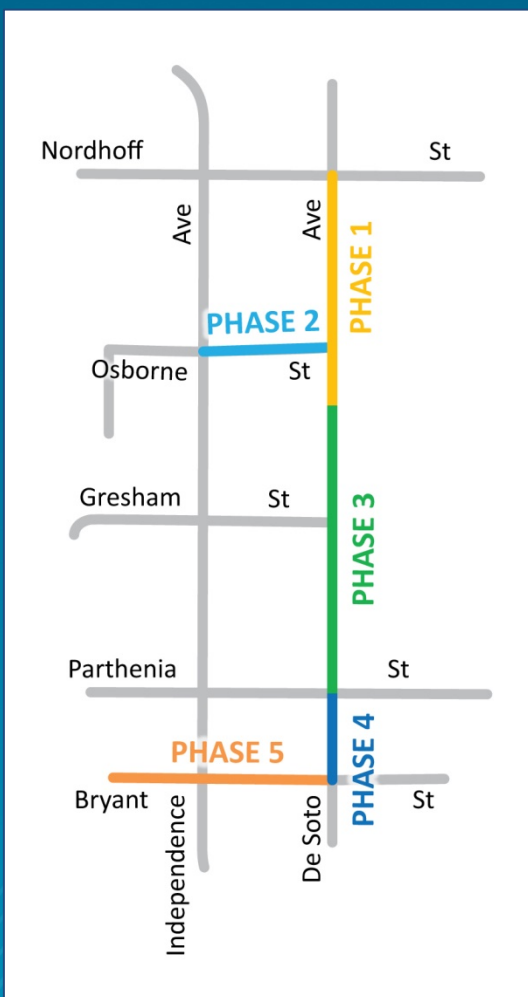 Nordhoff St
Ave
Ave
PHASE 1
PHASE 2
Osborne St
Gresham St
PHASE 3
Parthenia St
PHASE 4
PHASE 5
Bryant St
Independence
De Soto